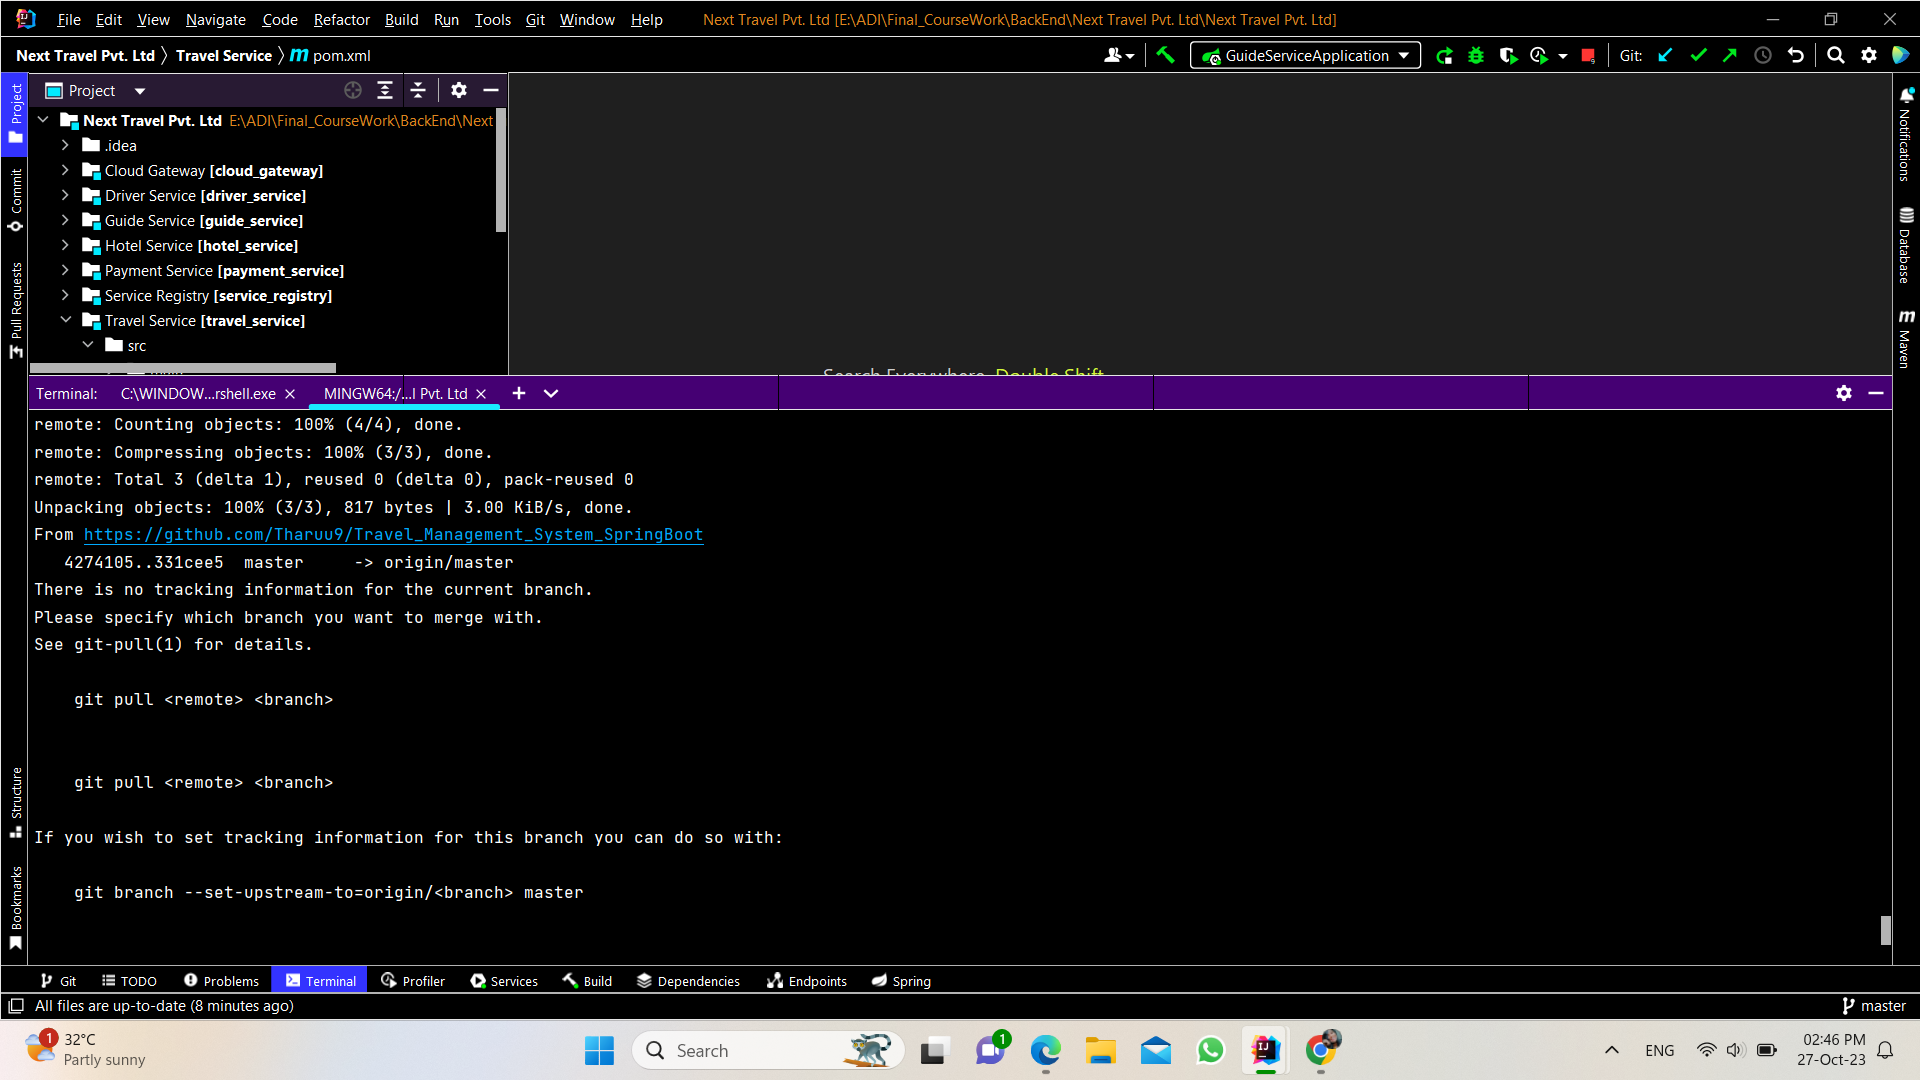 File Edit View Navigate Code Refactor Build Run Tools Git Window Help Next Travel Pvt. Ltd [E:\ADI\Final_CourseWork\BackEnd\Next Travel Pvt. Ltd\Next Travel Pvt. Ltd]
Next Travel Pvt. Ltd Travel Service m pom.xml GuideServiceApplication Git:
Project
Commit
Pull Requests
Structure
Bookmarks
Project
Next Travel Pvt. Ltd E:\ADI\Final_CourseWork\BackEnd\Next
.idea
Cloud Gateway [cloud_gateway]
Driver Service [driver_service]
Guide Service [guide_service]
Hotel Service [hotel_service]
Payment Service [payment_service]
Service Registry [service_registry]
Travel Service [travel_service]
src
Search Everywhere Double Shift
Notifications
Database
m Maven
Terminal: C:\WINDOW...rshell.exe MINGW64:/...l Pvt. Ltd
remote: Counting objects: 100% (4/4), done.
remote: Compressing objects: 100% (3/3), done.
remote: Total 3 (delta 1), reused 0 (delta 0), pack-reused 0
Unpacking objects: 100% (3/3), 817 bytes | 3.00 KiB/s, done.
From https://github.com/Tharuu9/Travel_Management_System_SpringBoot
4274105..331cee5 master -> origin/master
There is no tracking information for the current branch.
Please specify which branch you want to merge with.
See git-pull(1) for details.
git pull <remote> <branch>
git pull <remote> <branch>
If you wish to set tracking information for this branch you can do so with:
git branch --set-upstream-to=origin/<branch> master
Git TODO Problems Terminal Profiler Services Build Dependencies Endpoints Spring
All files are up-to-date (8 minutes ago) master
1 32°C
Partly sunny
Search
1
IJ
ENG
02:46 PM
27-Oct-23